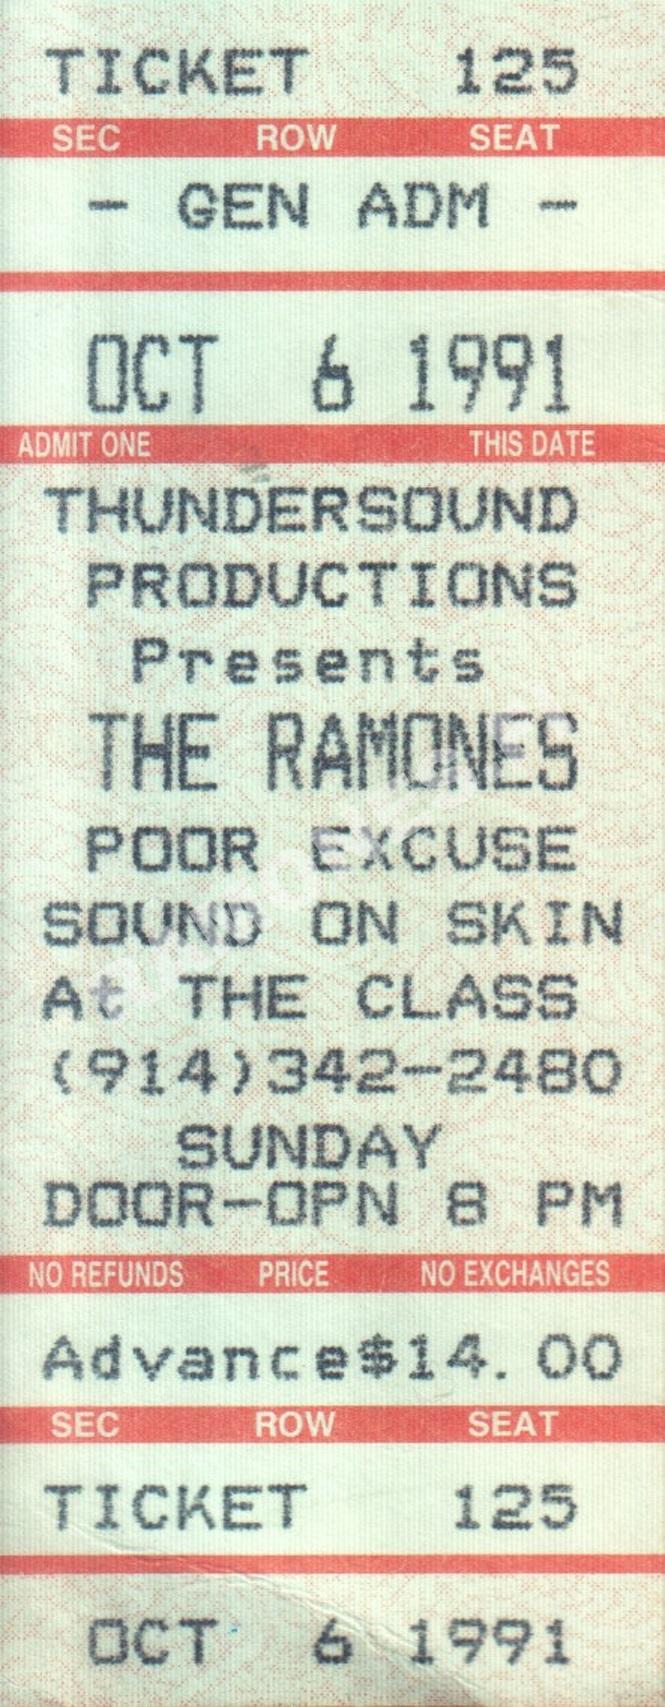 TICKET 125
SEC ROW SEAT
- GEN ADM -
OCT 6 1991
ADMIT ONE THIS DATE
THUNDERSOUND
PRODUCTIONS
Presents
THE RAMONES
POOR EXCUSE
SOUND ON SKIN
At THE CLASS
(914)342-2480
SUNDAY
DOOR-OPN 8 PM
NO REFUNDS PRICE NO EXCHANGES
Advance$14.00
SEC ROW SEAT
TICKET 125
OCT 6 1991